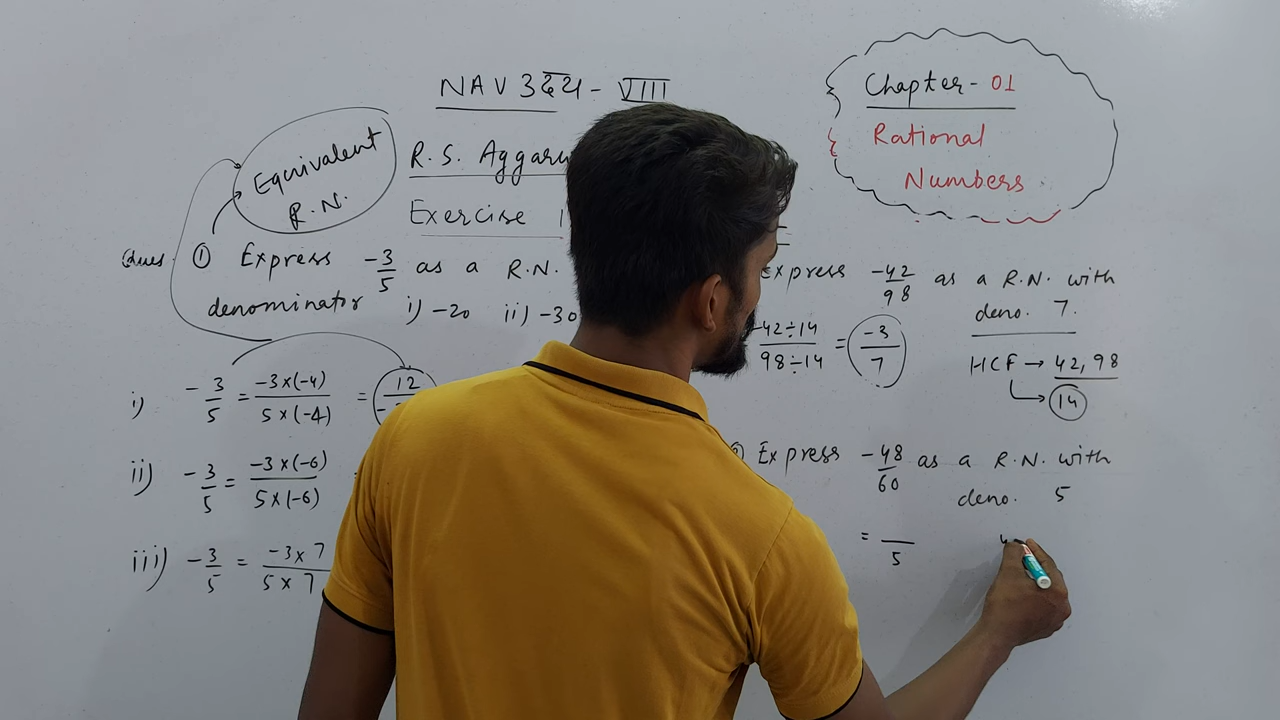 NAV 3दय - VIII
Chapter - 01
Rational
Numbers
Equivalent
R.N.
R.S.
Exercise
Ques. ① Express -3/5 as a R.N.
denominator i) -20 ii) -30
i) -3/5 = -3×(-4)/5×(-4) = 12
ii) -3/5 = -3×(-6)/5×(-6)
iii) -3/5 = -3×7/5×7
Express -42/98 as a R.N. with
deno. 7.
-42÷14/98÷14 = -3/7
HCF → 42, 98
14
Express -48/60 as a R.N. with
deno. 5
= /5